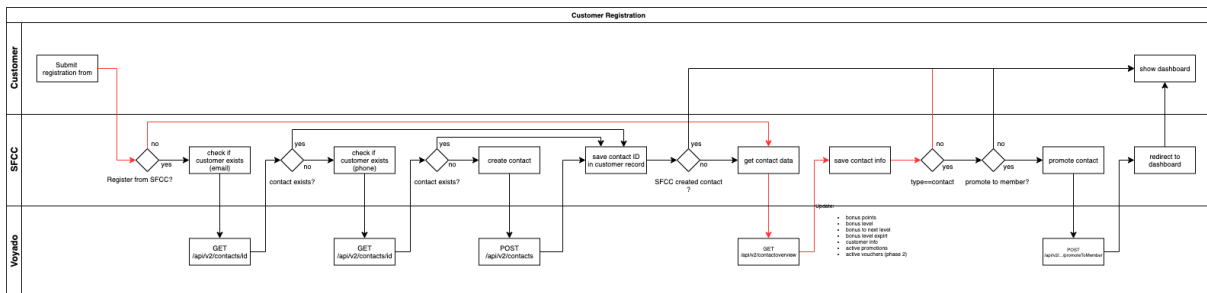 Customer Registration
Customer
Submit
registration from
show dashboard
SFCC
no
yes
Register from SFCC?
check if
customer exists
(email)
yes
no
contact exists?
check if
customer exists
(phone)
yes
no
contact exists?
create contact
save contact ID
in customer record
yes
no
SFCC created contact
?
get contact data
save contact info
no
yes
type==contact
no
yes
promote to member?
promote contact
redirect to
dashboard
Voyado
GET
/api/v2/contacts/id
GET
/api/v2/contacts/id
POST
/api/v2/contacts
GET
/api/v2/contactoverview
Update:
bonus points
bonus level
bonus to next level
bonus level expirt
customer info
active promotions
active vouchers (phase 2)
POST
/api/v2/.../promoteToMember